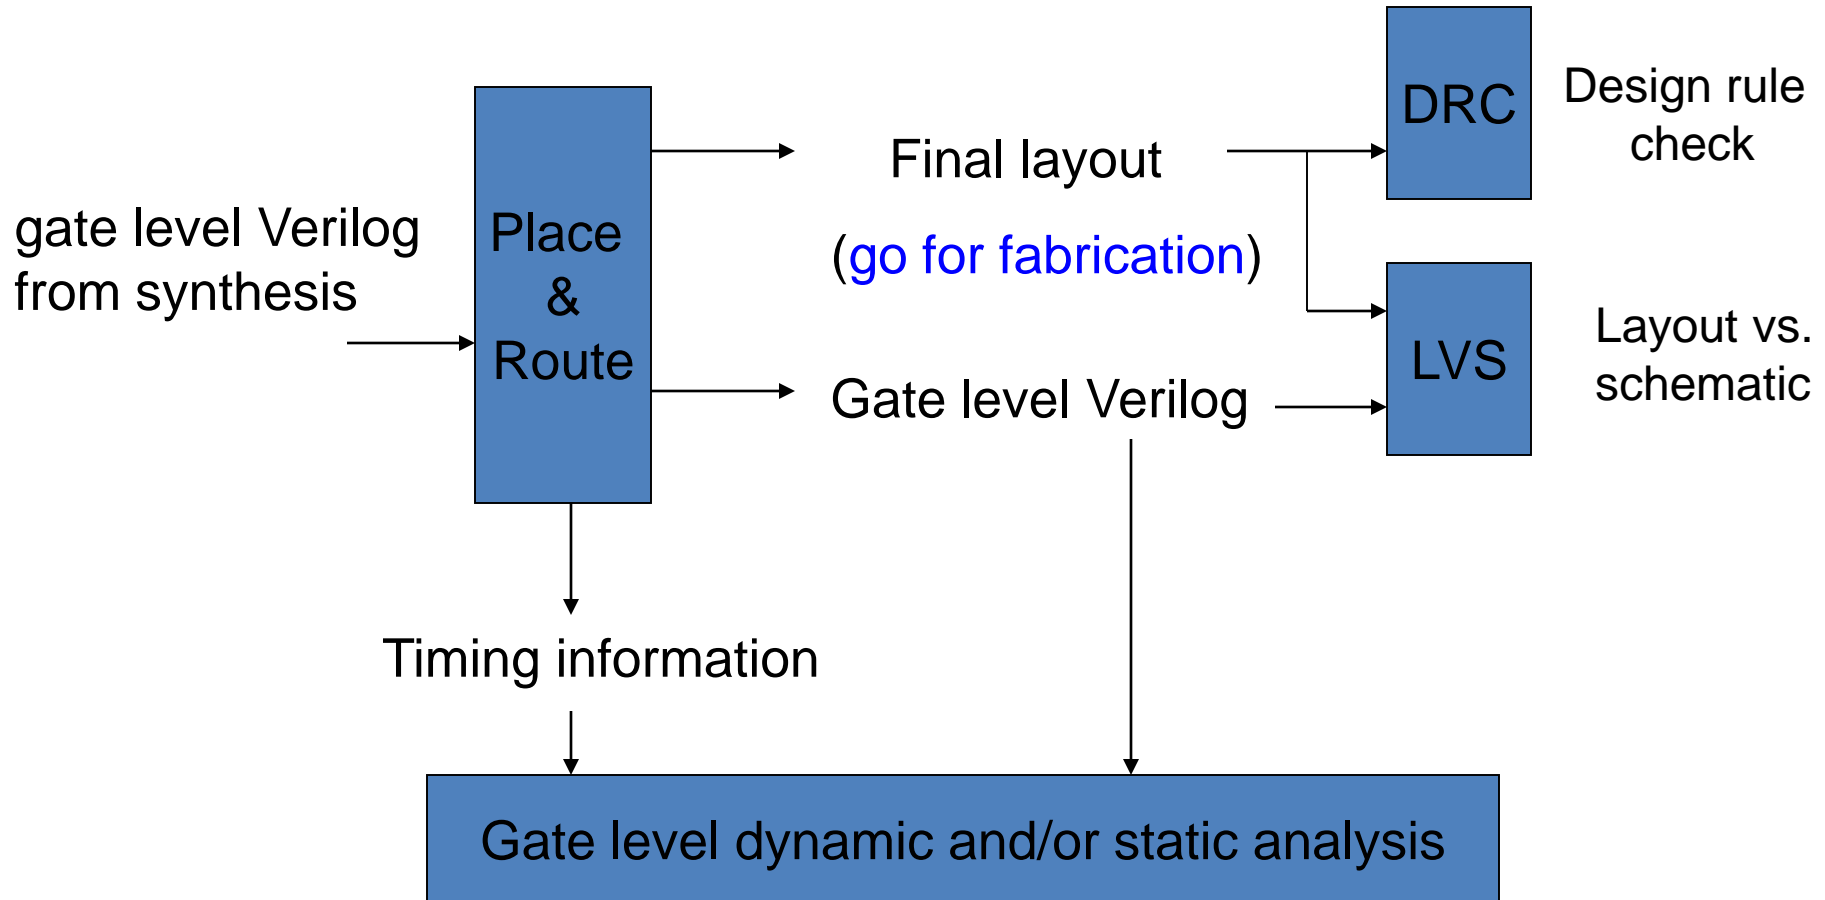 gate level Verilog
from synthesis
Place
&
Route
Final layout
(go for fabrication)
Gate level Verilog
DRC
Design rule
check
LVS
Layout vs.
schematic
Timing information
Gate level dynamic and/or static analysis